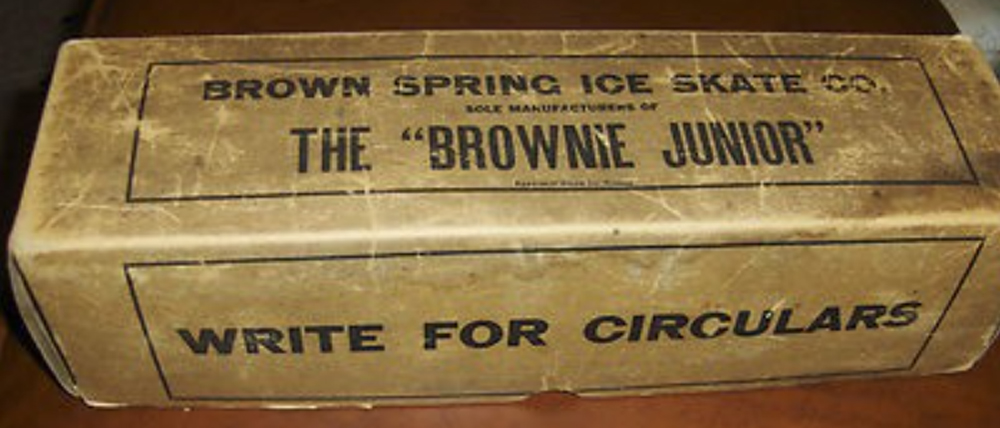 BROWN SPRING ICE SKATE CO.
SOLE MANUFACTURERS OF
THE "BROWNIE JUNIOR"
WRITE FOR CIRCULARS